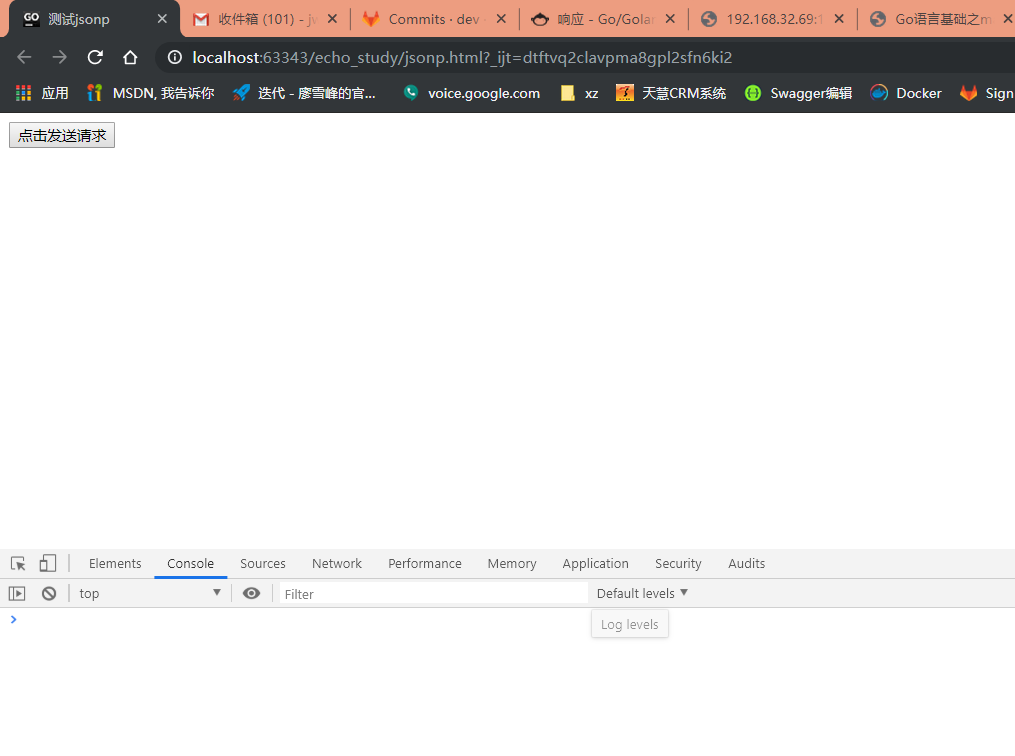 GO 测试jsonp 收件箱 (101) - jw Commits · dev 响应 - Go/Golan 192.168.32.69:1 Go语言基础之m
localhost:63343/echo_study/jsonp.html?_ijt=dtftvq2clavpma8gpl2sfn6ki2
应用 MSDN, 我告诉你 迭代 - 廖雪峰的官... voice.google.com xz 天慧CRM系统 Swagger编辑 Docker Sign
点击发送请求
Elements Console Sources Network Performance Memory Application Security Audits
top Filter Default levels
Log levels